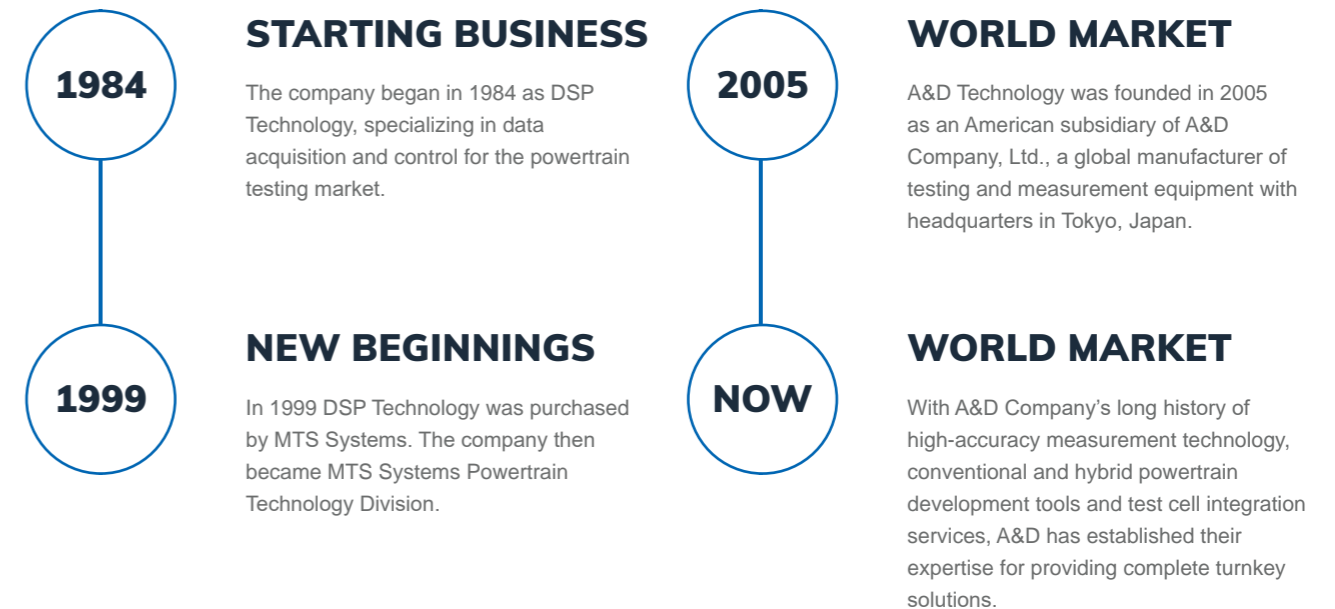 1984
STARTING BUSINESS
The company began in 1984 as DSP
Technology, specializing in data
acquisition and control for the powertrain
testing market.
1999
NEW BEGINNINGS
In 1999 DSP Technology was purchased
by MTS Systems. The company then
became MTS Systems Powertrain
Technology Division.
2005
WORLD MARKET
A&D Technology was founded in 2005
as an American subsidiary of A&D
Company, Ltd., a global manufacturer of
testing and measurement equipment with
headquarters in Tokyo, Japan.
NOW
WORLD MARKET
With A&D Company’s long history of
high-accuracy measurement technology,
conventional and hybrid powertrain
development tools and test cell integration
services, A&D has established their
expertise for providing complete turnkey
solutions.